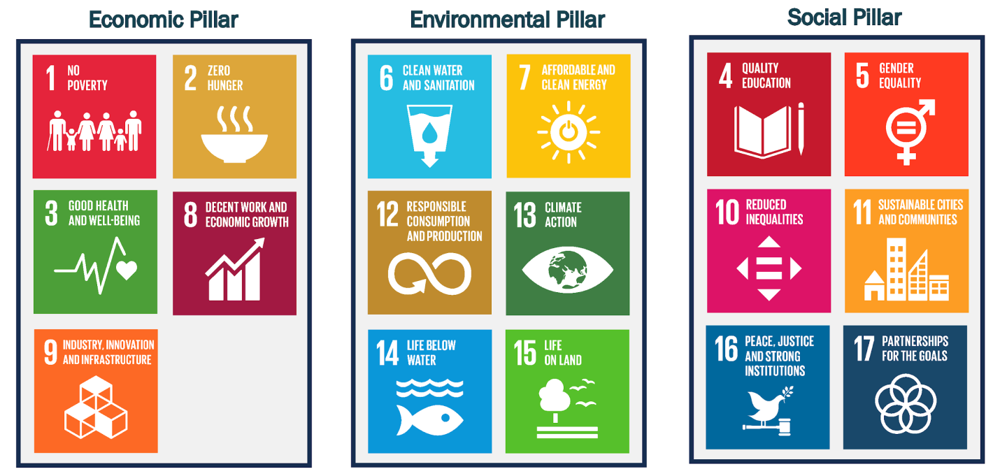 Economic Pillar
1 NO
POVERTY
2 ZERO
HUNGER
3 GOOD HEALTH
AND WELL-BEING
8 DECENT WORK AND
ECONOMIC GROWTH
9 INDUSTRY, INNOVATION
AND INFRASTRUCTURE
Environmental Pillar
6 CLEAN WATER
AND SANITATION
7 AFFORDABLE AND
CLEAN ENERGY
12 RESPONSIBLE
CONSUMPTION
AND PRODUCTION
13 CLIMATE
ACTION
14 LIFE BELOW
WATER
15 LIFE
ON LAND
Social Pillar
4 QUALITY
EDUCATION
5 GENDER
EQUALITY
10 REDUCED
INEQUALITIES
11 SUSTAINABLE CITIES
AND COMMUNITIES
16 PEACE, JUSTICE
AND STRONG
INSTITUTIONS
17 PARTNERSHIPS
FOR THE GOALS